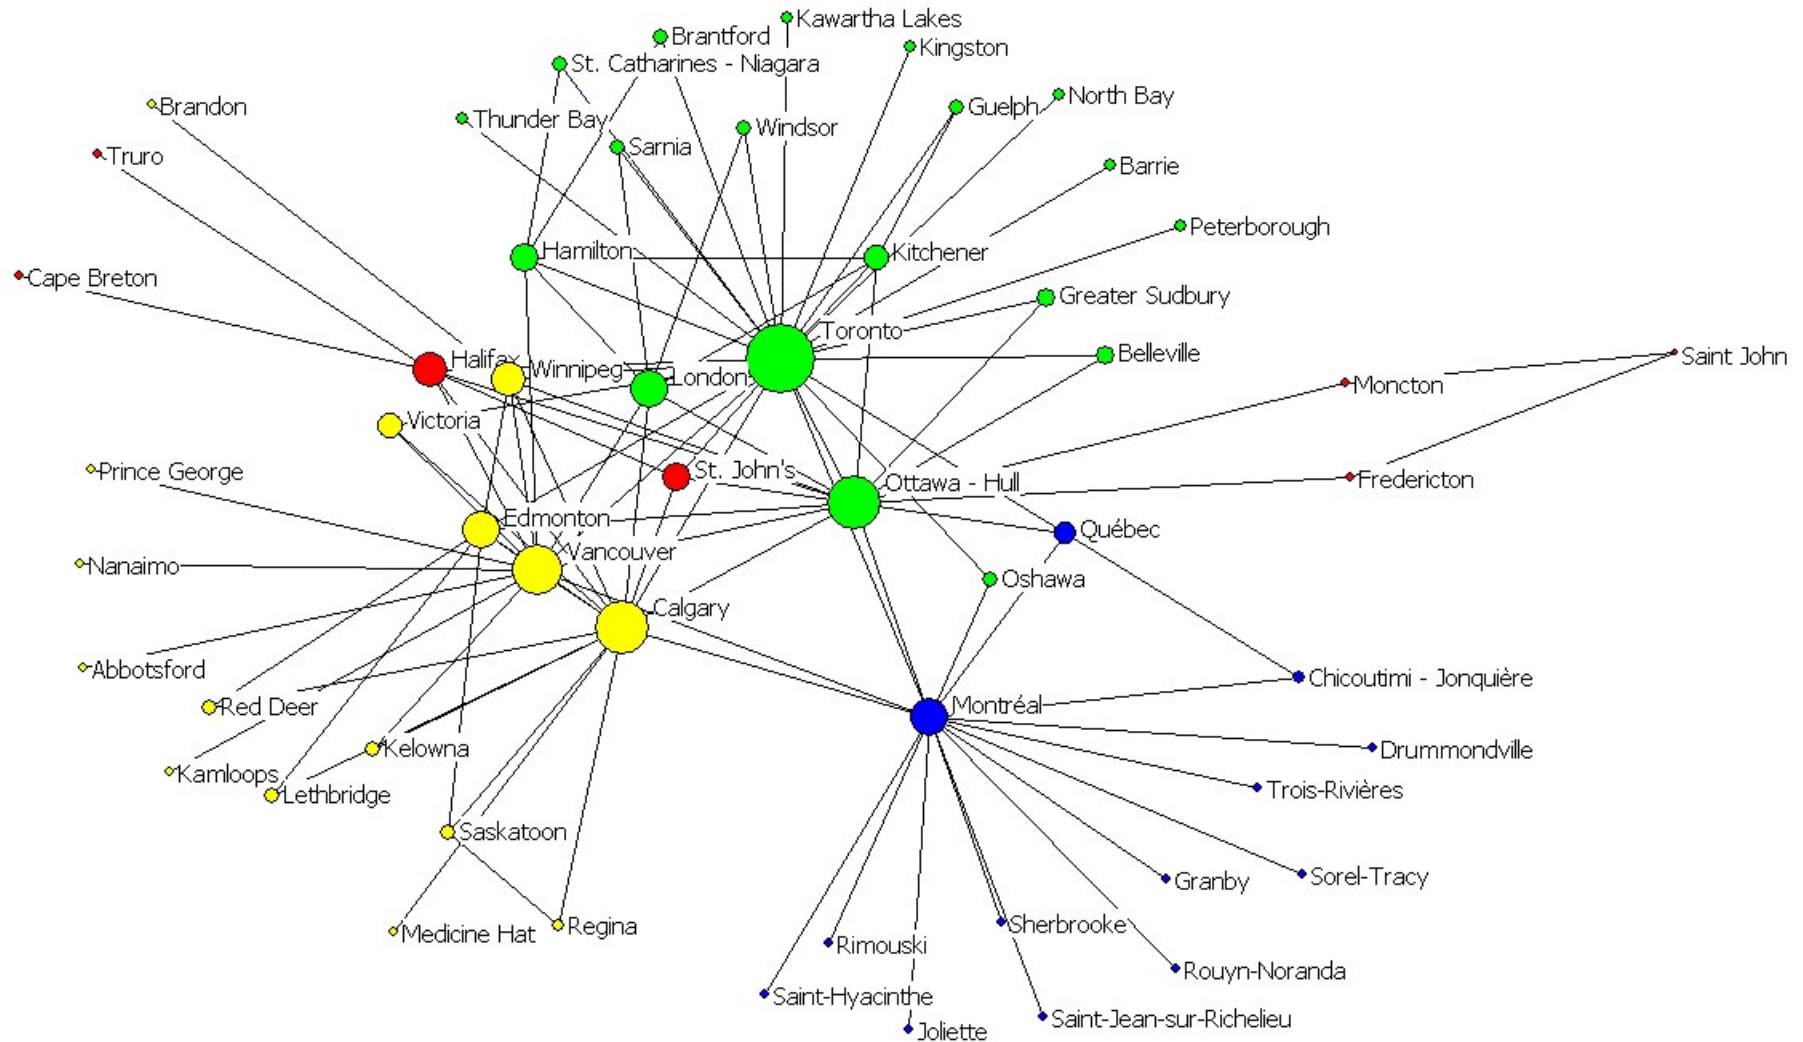 Kawartha Lakes
Brantford
Kingston
St. Catharines - Niagara
Brandon
Thunder Bay
Guelph
North Bay
Windsor
Truro
Sarnia
Barrie
Peterborough
Hamilton
Kitchener
Cape Breton
Greater Sudbury
Toronto
Halifax
Winnipeg
London
Belleville
Saint John
Moncton
Victoria
Prince George
St. John's
Ottawa - Hull
Fredericton
Edmonton
Québec
Vancouver
Nanaimo
Oshawa
Calgary
Abbotsford
Chicoutimi - Jonquière
Red Deer
Montréal
Kelowna
Drummondville
Kamloops
Lethbridge
Trois-Rivières
Saskatoon
Granby
Sorel-Tracy
Medicine Hat
Regina
Sherbrooke
Rimouski
Rouyn-Noranda
Saint-Hyacinthe
Saint-Jean-sur-Richelieu
Joliette